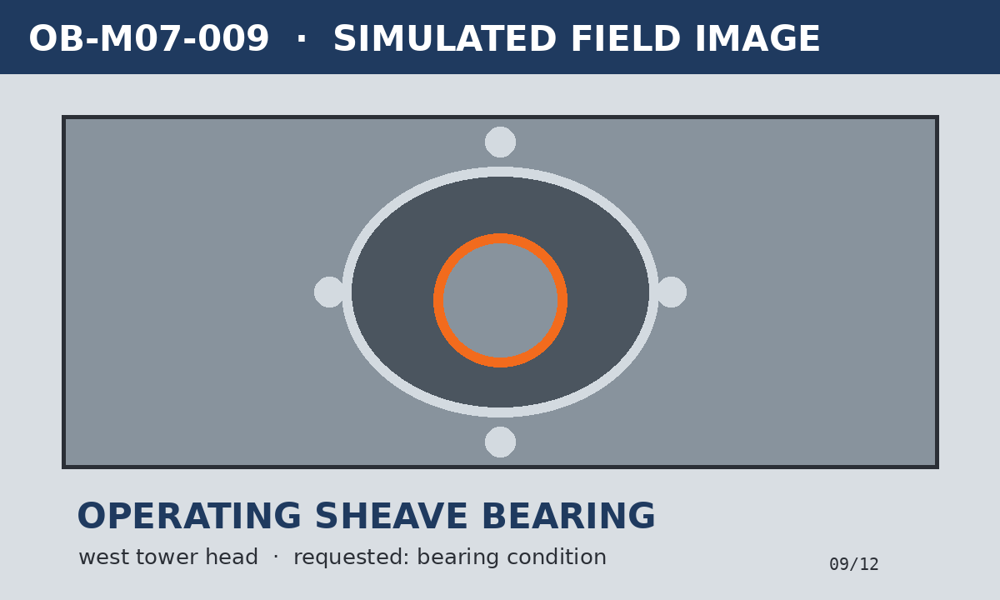 OB-M07-009 · SIMULATED FIELD IMAGE
OPERATING SHEAVE BEARING
west tower head · requested: bearing condition
09/12